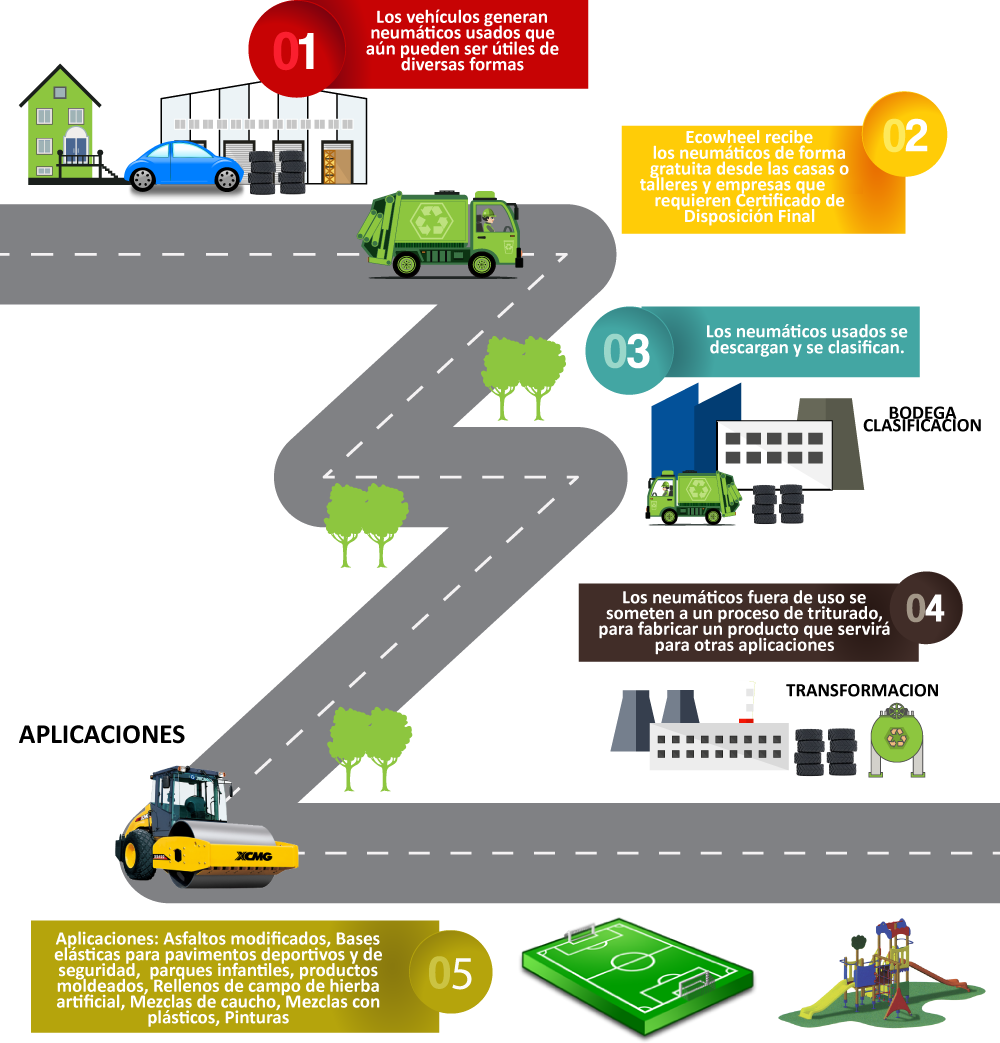 01
Los vehículos generan
neumáticos usados que
aún pueden ser útiles de
diversas formas
02
Ecowheel recibe
los neumáticos de forma
gratuita desde las casas o
talleres y empresas que
requieren Certificado de
Disposición Final
03
Los neumáticos usados se
descargan y se clasifican.
BODEGA
CLASIFICACION
04
Los neumáticos fuera de uso se
someten a un proceso de triturado,
para fabricar un producto que servirá
para otras aplicaciones
TRANSFORMACION
APLICACIONES
XCMG
05
Aplicaciones: Asfaltos modificados, Bases
elásticas para pavimentos deportivos y de
seguridad, parques infantiles, productos
moldeados, Rellenos de campo de hierba
artificial, Mezclas de caucho, Mezclas con
plásticos, Pinturas